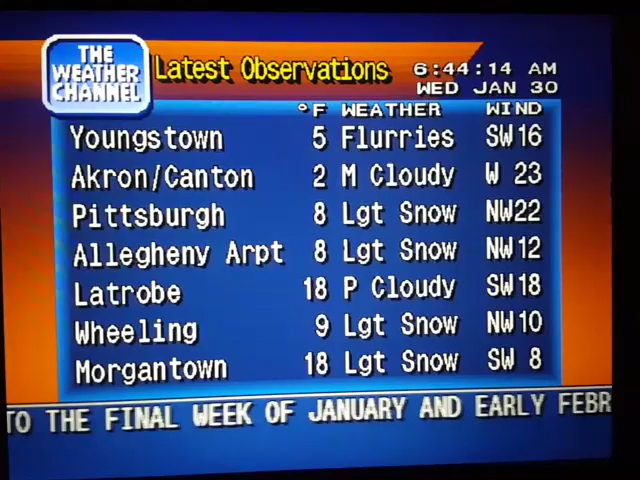 THE
WEATHER
CHANNEL
Latest Observations
6:44:14 AM
WED JAN 30
°F WEATHER WIND
Youngstown 5 Flurries SW 16
Akron/Canton 2 M Cloudy W 23
Pittsburgh 8 Lgt Snow NW22
Allegheny Arpt 8 Lgt Snow NW12
Latrobe 18 P Cloudy SW18
Wheeling 9 Lgt Snow NW10
Morgantown 18 Lgt Snow SW 8
TO THE FINAL WEEK OF JANUARY AND EARLY FEBR